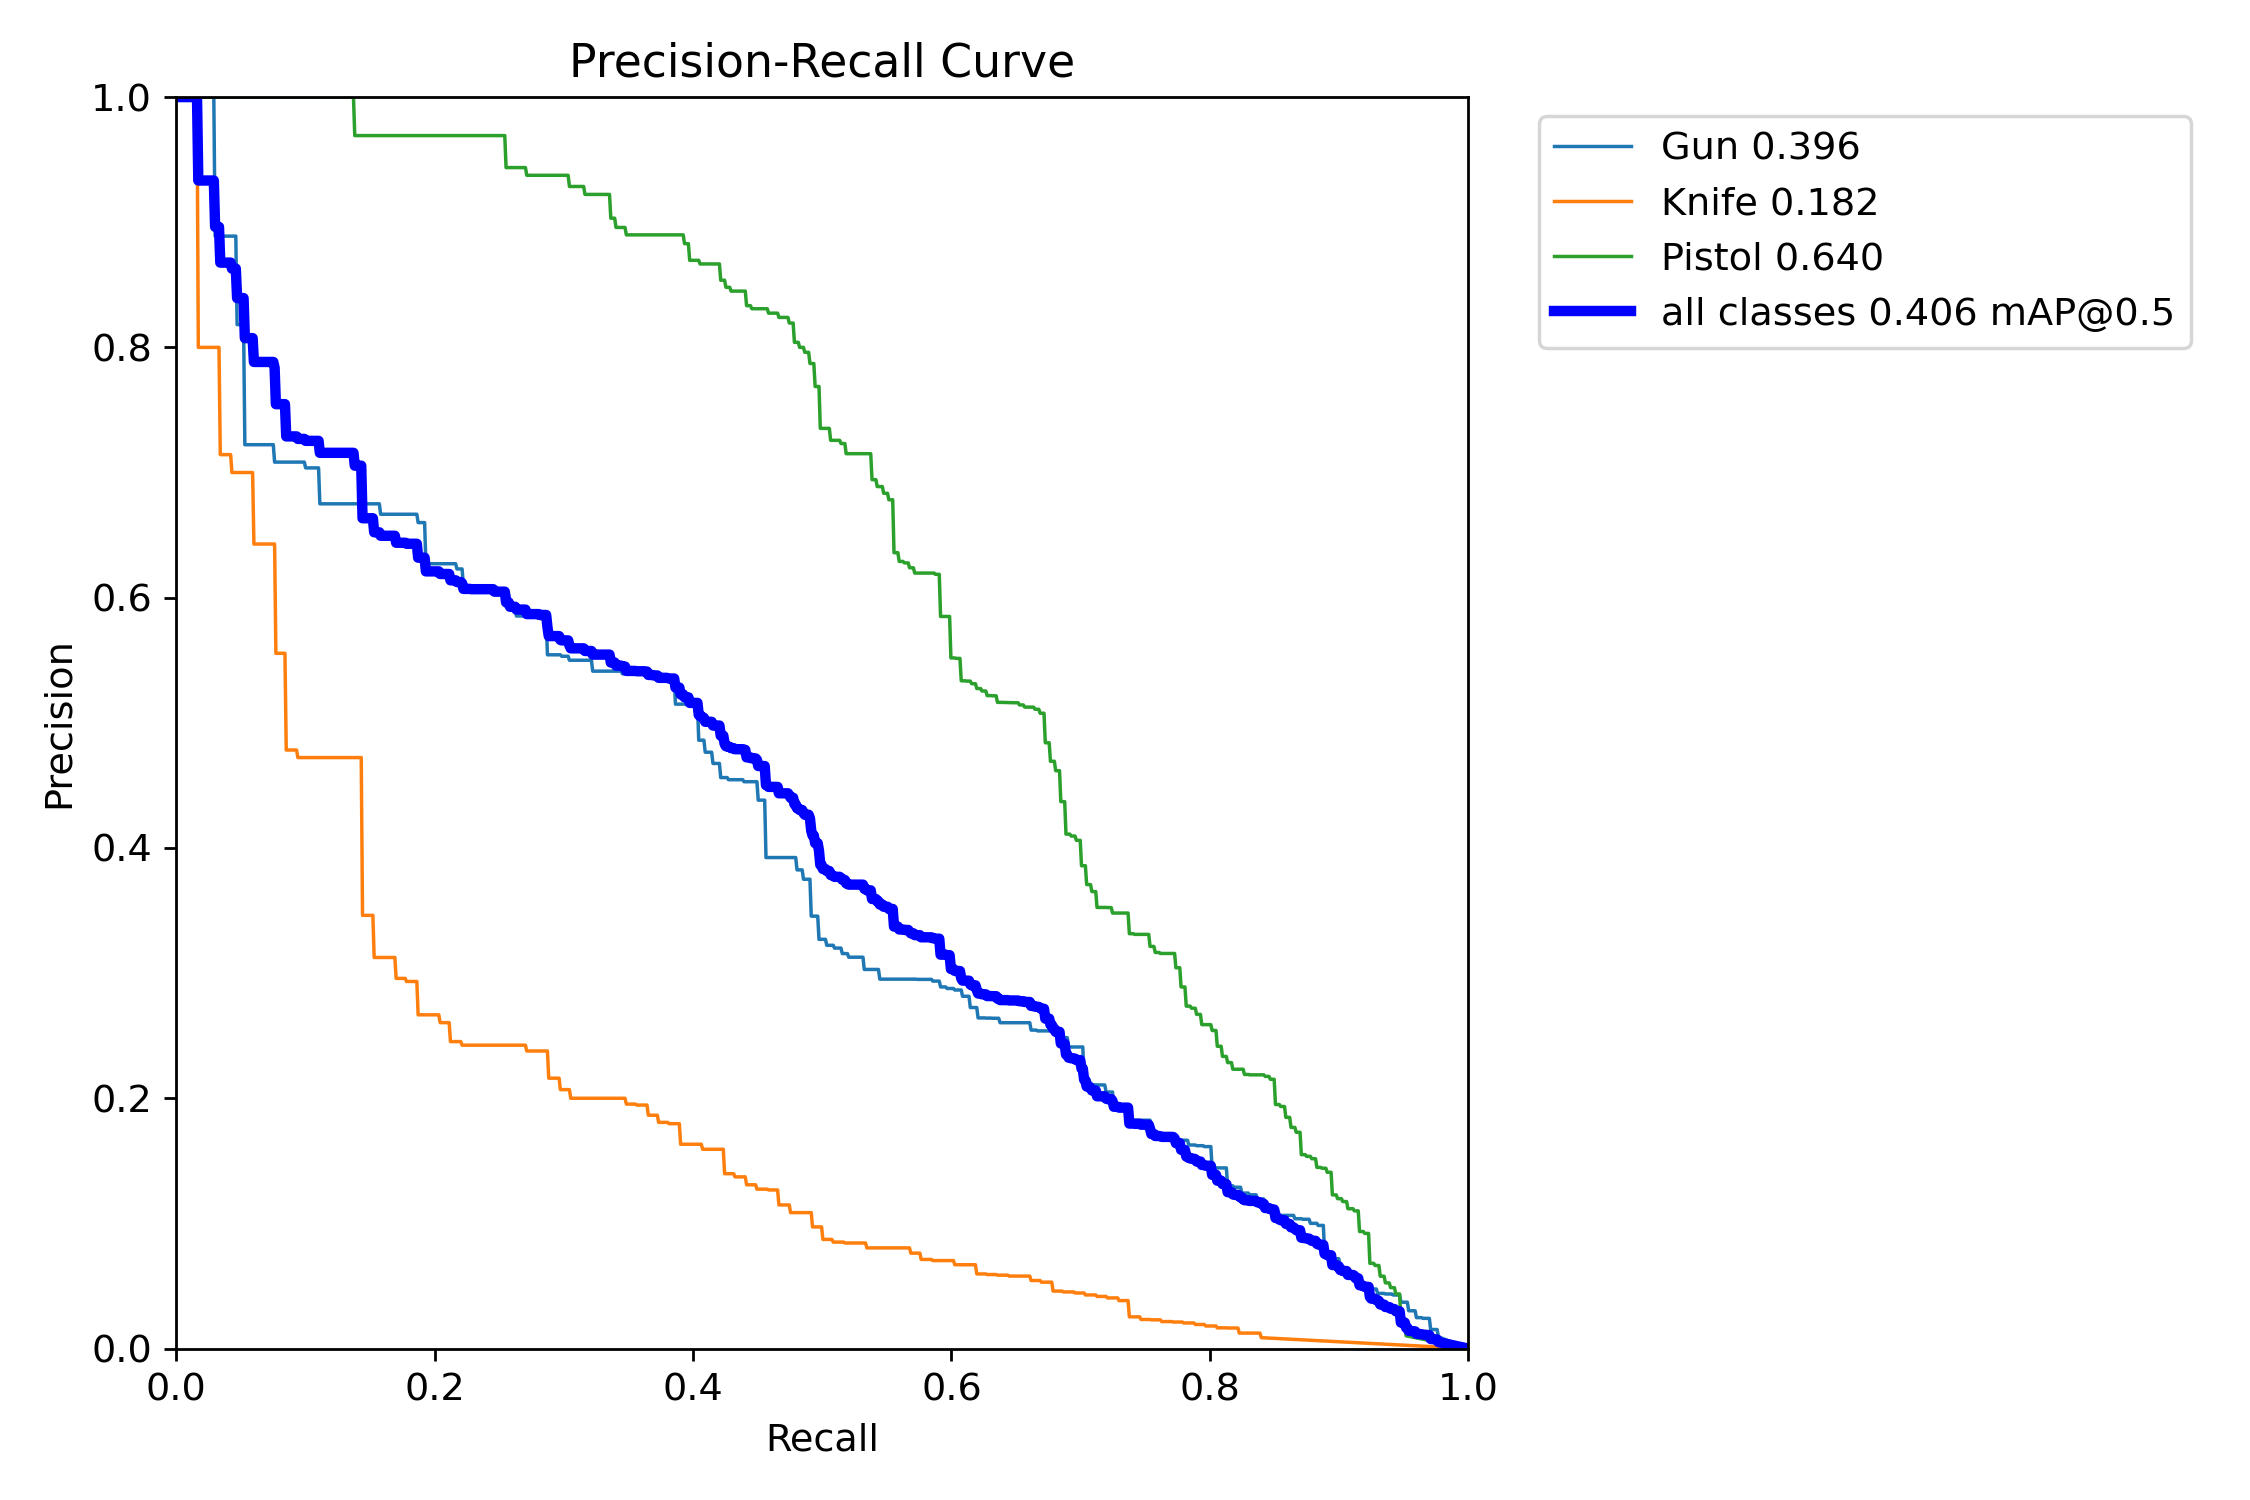 Precision-Recall Curve
1.0
0.8
0.6
0.4
0.2
0.0
Precision
0.0 0.2 0.4 0.6 0.8 1.0
Recall
Gun 0.396
Knife 0.182
Pistol 0.640
all classes 0.406 mAP@0.5